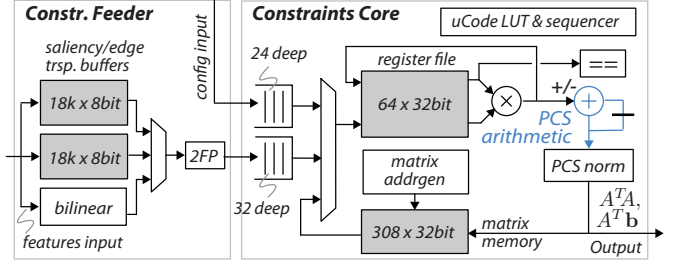 Constr. Feeder
saliency/edge
trsp. buffers
18k x 8bit
18k x 8bit
bilinear
features input
2FP
config input
Constraints Core
uCode LUT & sequencer
24 deep
32 deep
register file
64 x 32bit
×
==
+/-
+
PCS
arithmetic
PCS norm
matrix
addrgen
308 x 32bit
matrix
memory
AᵀA,
Aᵀb
Output